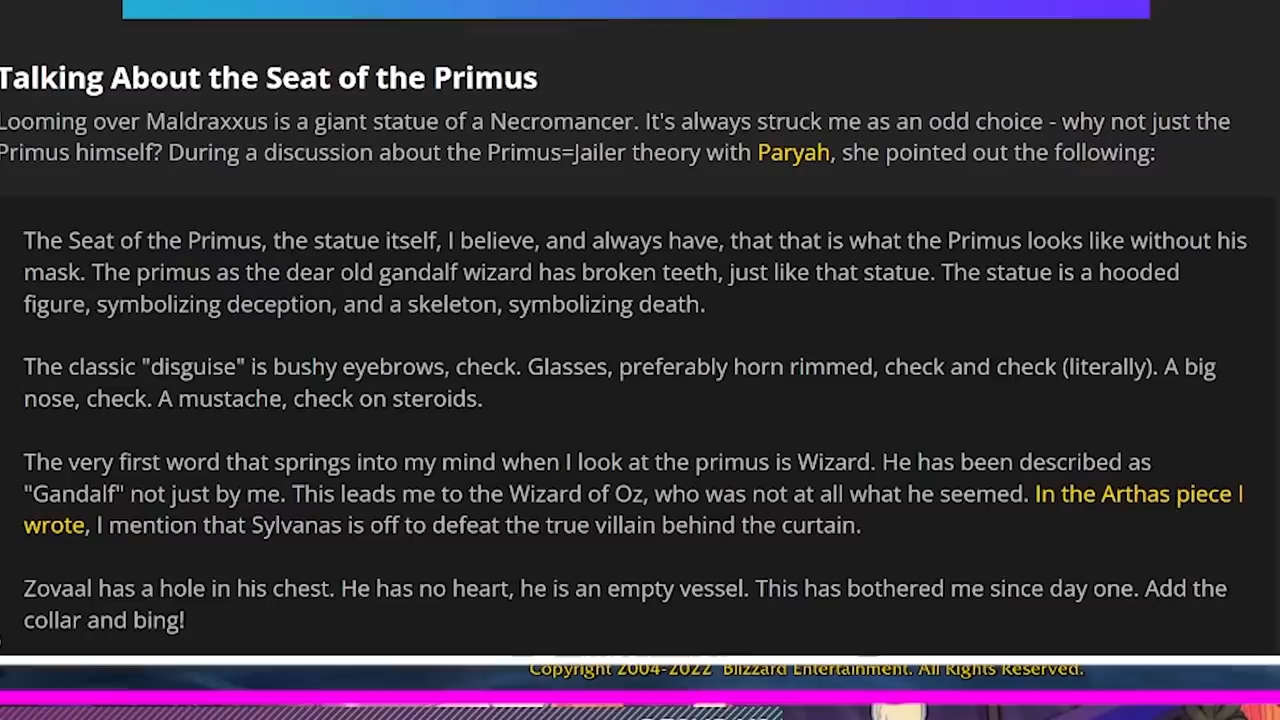 Talking About the Seat of the Primus
Looming over Maldraxxus is a giant statue of a Necromancer. It's always struck me as an odd choice - why not just the
Primus himself? During a discussion about the Primus=Jailer theory with Paryah, she pointed out the following:
The Seat of the Primus, the statue itself, I believe, and always have, that that is what the Primus looks like without his
mask. The primus as the dear old gandalf wizard has broken teeth, just like that statue. The statue is a hooded
figure, symbolizing deception, and a skeleton, symbolizing death.
The classic "disguise" is bushy eyebrows, check. Glasses, preferably horn rimmed, check and check (literally). A big
nose, check. A mustache, check on steroids.
The very first word that springs into my mind when I look at the primus is Wizard. He has been described as
"Gandalf" not just by me. This leads me to the Wizard of Oz, who was not at all what he seemed. In the Arthas piece I
wrote, I mention that Sylvanas is off to defeat the true villain behind the curtain.
Zovaal has a hole in his chest. He has no heart, he is an empty vessel. This has bothered me since day one. Add the
collar and bing!
Copyright 2004-2022 Blizzard Entertainment. All Rights Reserved.